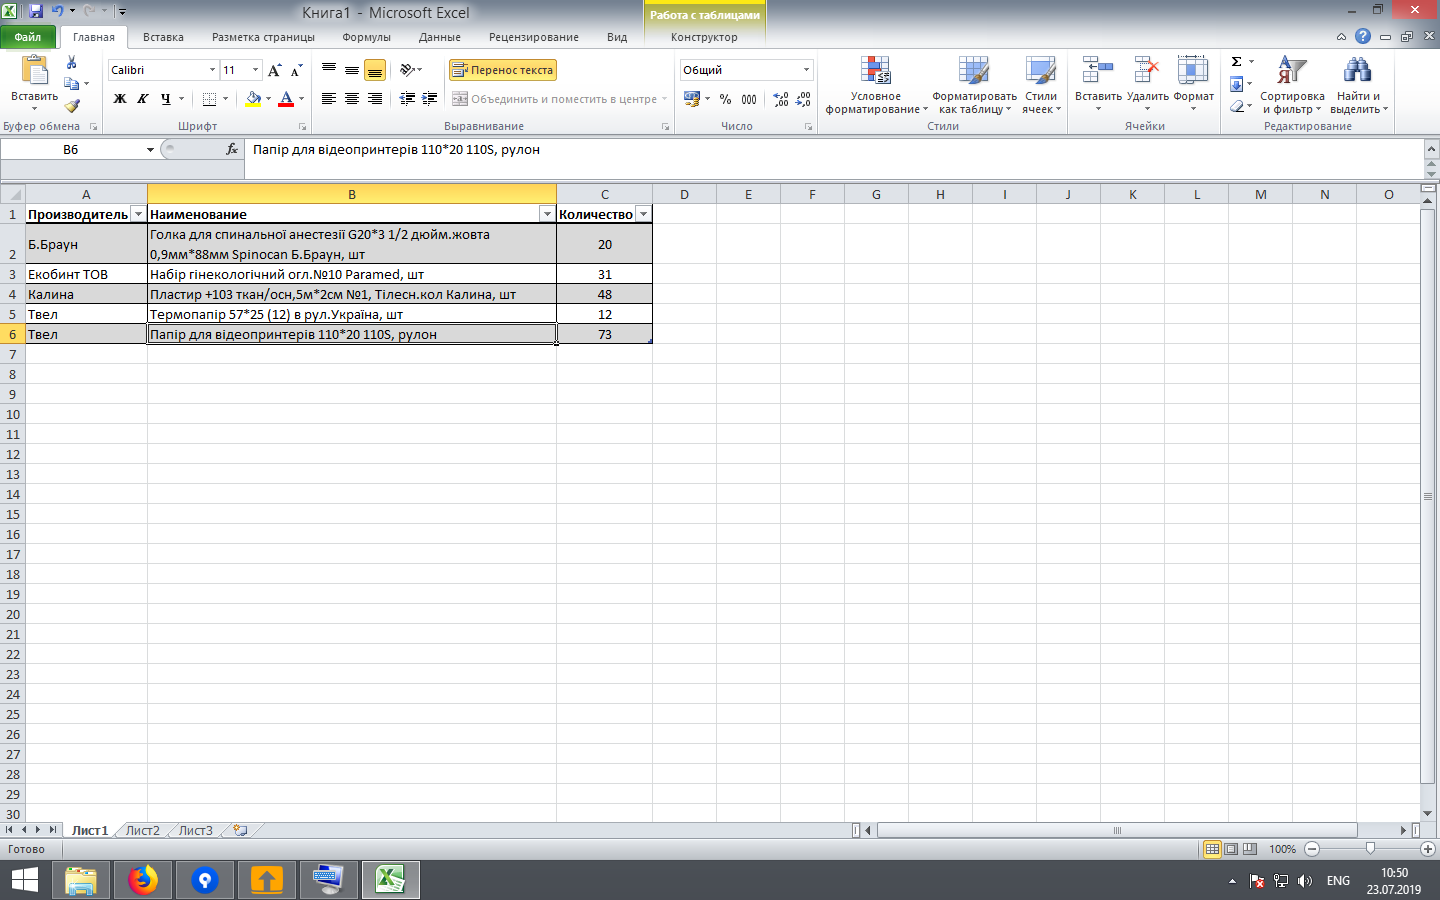 Книга1 - Microsoft Excel
Работа с таблицами
Файл Главная Вставка Разметка страницы Формулы Данные Рецензирование Вид Конструктор
Вставить
Буфер обмена
Calibri 11
Ж К Ч
Шрифт
Перенос текста
Объединить и поместить в центре
Выравнивание
Общий
% 000 ,0 ,00 ,00 ,0
Число
Условное форматирование
Форматировать как таблицу
Стили ячеек
Стили
Вставить Удалить Формат
Ячейки
Σ
Сортировка и фильтр
Найти и выделить
Редактирование
B6 fx Папір для відеопринтерів 110*20 110S, рулон
A B C D E F G H I J K L M N O
1 Производитель Наименование Количество
2 Б.Браун Голка для спинальної анестезії G20*3 1/2 дюйм.жовта
0,9мм*88мм Spinocan Б.Браун, шт 20
3 Екобинт ТОВ Набір гінекологічний огл.№10 Paramed, шт 31
4 Калина Пластир +103 ткан/осн,5м*2см №1, Тілесн.кол Калина, шт 48
5 Твел Термопапір 57*25 (12) в рул.Україна, шт 12
6 Твел Папір для відеопринтерів 110*20 110S, рулон 73
7
8
9
10
11
12
13
14
15
16
17
18
19
20
21
22
23
24
25
26
27
28
29
30
Лист1 Лист2 Лист3
Готово 100%
ENG 10:50
23.07.2019